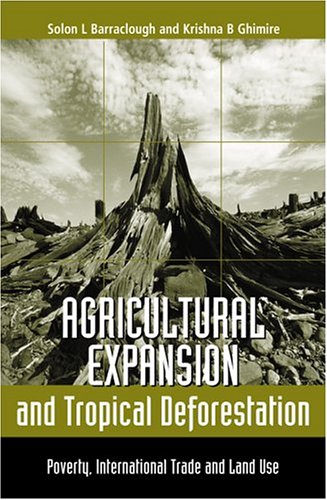 Solon L Barraclough and Krishna B Ghimire
AGRICULTURAL
EXPANSION
and Tropical Deforestation
Poverty, International Trade and Land Use